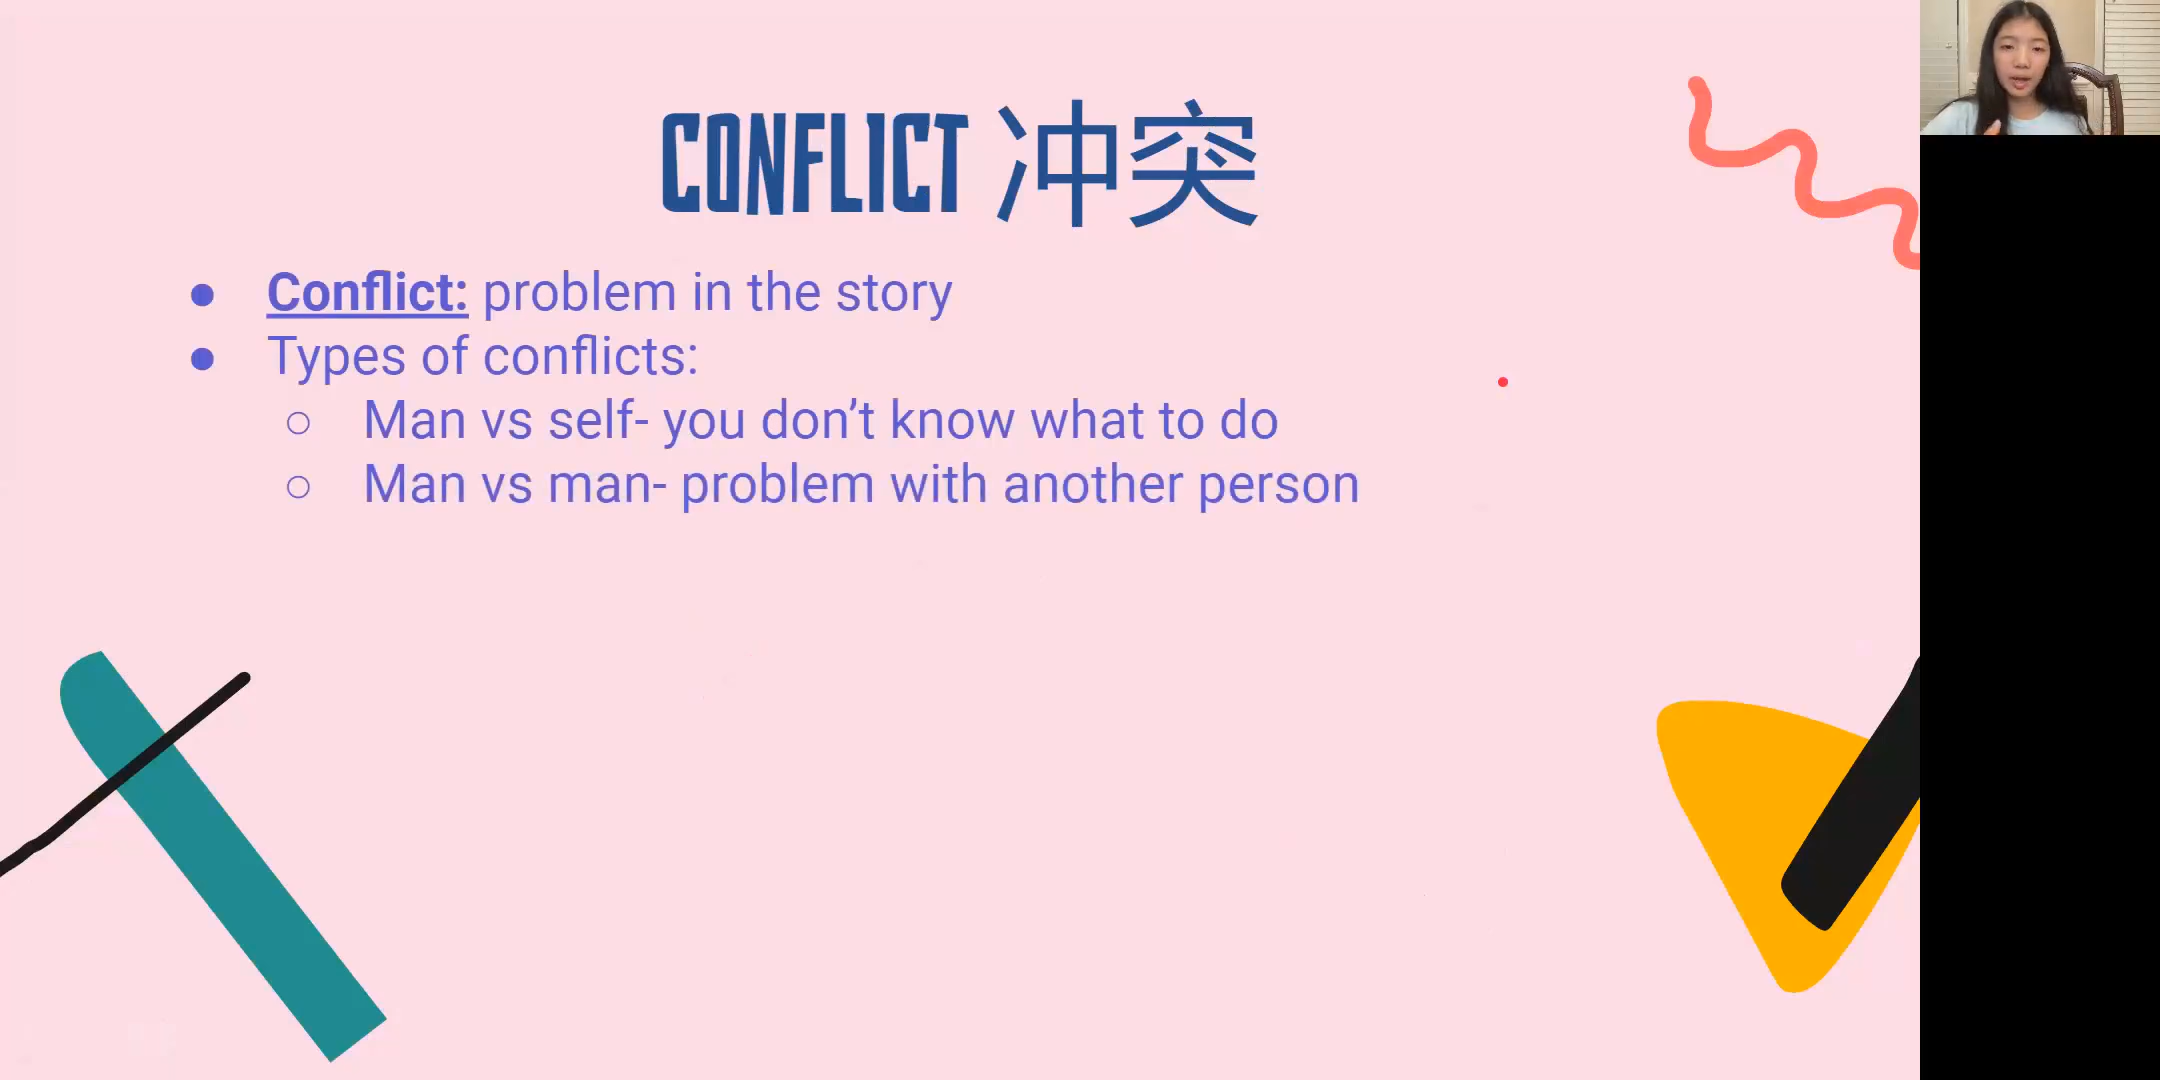 CONFLICT 冲突
● Conflict: problem in the story
● Types of conflicts:
○ Man vs self- you don’t know what to do
○ Man vs man- problem with another person